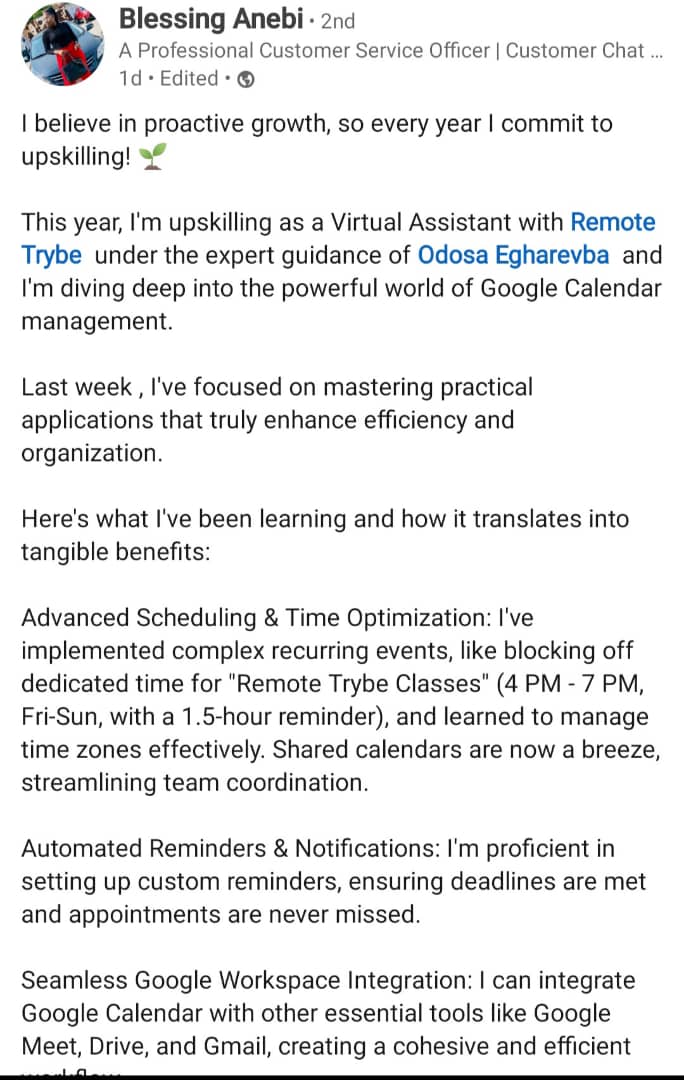 Blessing Anebi · 2nd
A Professional Customer Service Officer | Customer Chat ...
1d · Edited ·
I believe in proactive growth, so every year I commit to
upskilling! 🌱
This year, I'm upskilling as a Virtual Assistant with Remote
Trybe under the expert guidance of Odosa Egharevba and
I'm diving deep into the powerful world of Google Calendar
management.
Last week , I've focused on mastering practical
applications that truly enhance efficiency and
organization.
Here's what I've been learning and how it translates into
tangible benefits:
Advanced Scheduling & Time Optimization: I've
implemented complex recurring events, like blocking off
dedicated time for "Remote Trybe Classes" (4 PM - 7 PM,
Fri-Sun, with a 1.5-hour reminder), and learned to manage
time zones effectively. Shared calendars are now a breeze,
streamlining team coordination.
Automated Reminders & Notifications: I'm proficient in
setting up custom reminders, ensuring deadlines are met
and appointments are never missed.
Seamless Google Workspace Integration: I can integrate
Google Calendar with other essential tools like Google
Meet, Drive, and Gmail, creating a cohesive and efficient